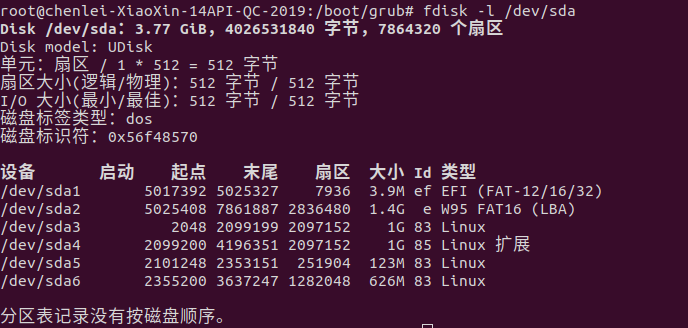 root@chenlei-XiaoXin-14API-QC-2019:/boot/grub# fdisk -l /dev/sda
Disk /dev/sda：3.77 GiB，4026531840 字节，7864320 个扇区
Disk model: UDisk
单元：扇区 / 1 * 512 = 512 字节
扇区大小(逻辑/物理)：512 字节 / 512 字节
I/O 大小(最小/最佳)：512 字节 / 512 字节
磁盘标签类型：dos
磁盘标识符：0x56f48570
设备 启动 起点 末尾 扇区 大小 Id 类型
/dev/sda1 5017392 5025327 7936 3.9M ef EFI (FAT-12/16/32)
/dev/sda2 5025408 7861887 2836480 1.4G e W95 FAT16 (LBA)
/dev/sda3 2048 2099199 2097152 1G 83 Linux
/dev/sda4 2099200 4196351 2097152 1G 85 Linux 扩展
/dev/sda5 2101248 2353151 251904 123M 83 Linux
/dev/sda6 2355200 3637247 1282048 626M 83 Linux
分区表记录没有按磁盘顺序。